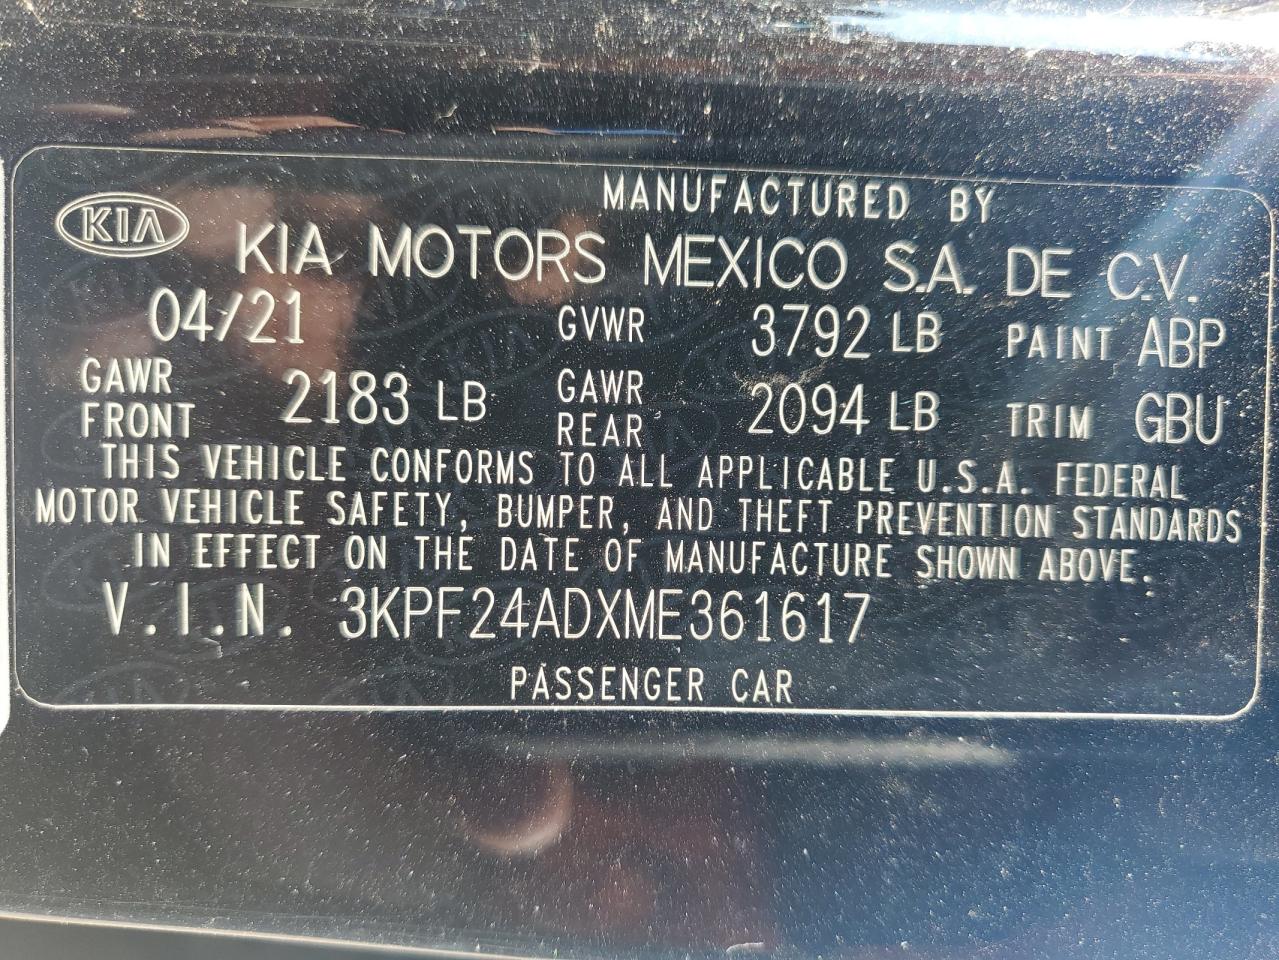 MANUFACTURED BY
KIA
KIA MOTORS MEXICO S.A. DE C.V.
04/21 GVWR 3792 LB PAINT ABP
GAWR FRONT 2183 LB GAWR REAR 2094 LB TRIM GBU
THIS VEHICLE CONFORMS TO ALL APPLICABLE U.S.A. FEDERAL
MOTOR VEHICLE SAFETY, BUMPER, AND THEFT PREVENTION STANDARDS
IN EFFECT ON THE DATE OF MANUFACTURE SHOWN ABOVE.
V.I.N. 3KPF24ADXME361617
PASSENGER CAR